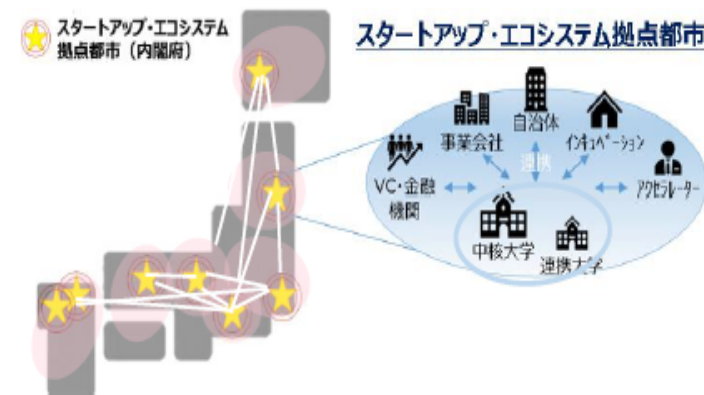 スタートアップ・エコシステム
拠点都市（内閣府）
スタートアップ・エコシステム拠点都市
自治体
事業会社
インキュベーション
連携
VC・金融
機関
アクセラレーター
中核大学
連携大学